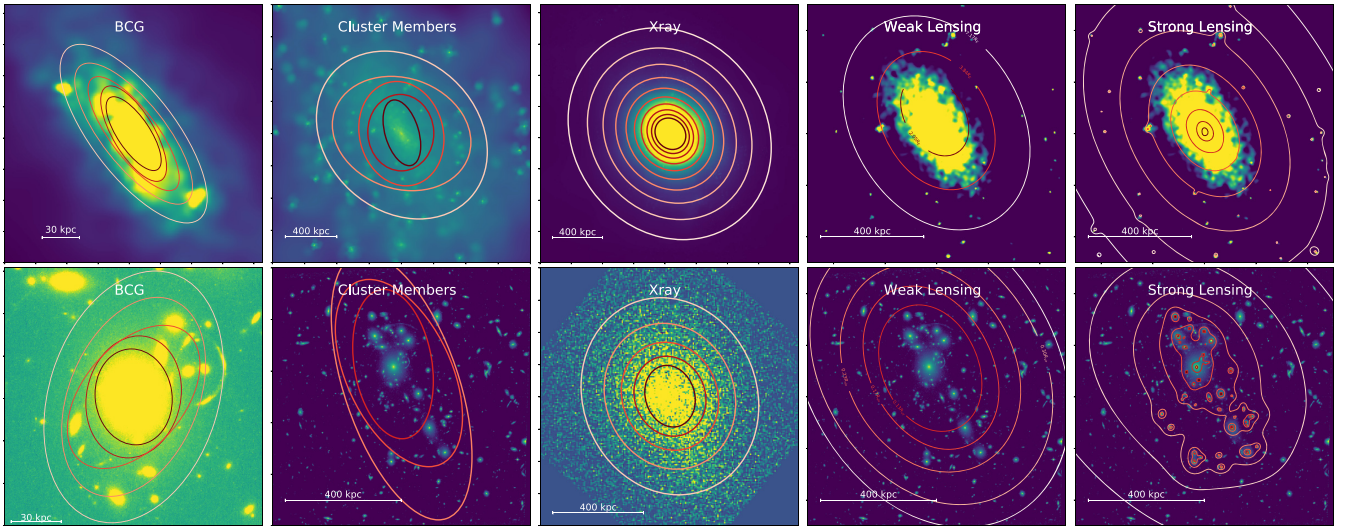 BCG
30 kpc
Cluster Members
400 kpc
Xray
400 kpc
Weak Lensing
400 kpc
Strong Lensing
400 kpc
BCG
30 kpc
Cluster Members
400 kpc
Xray
400 kpc
Weak Lensing
400 kpc
Strong Lensing
400 kpc